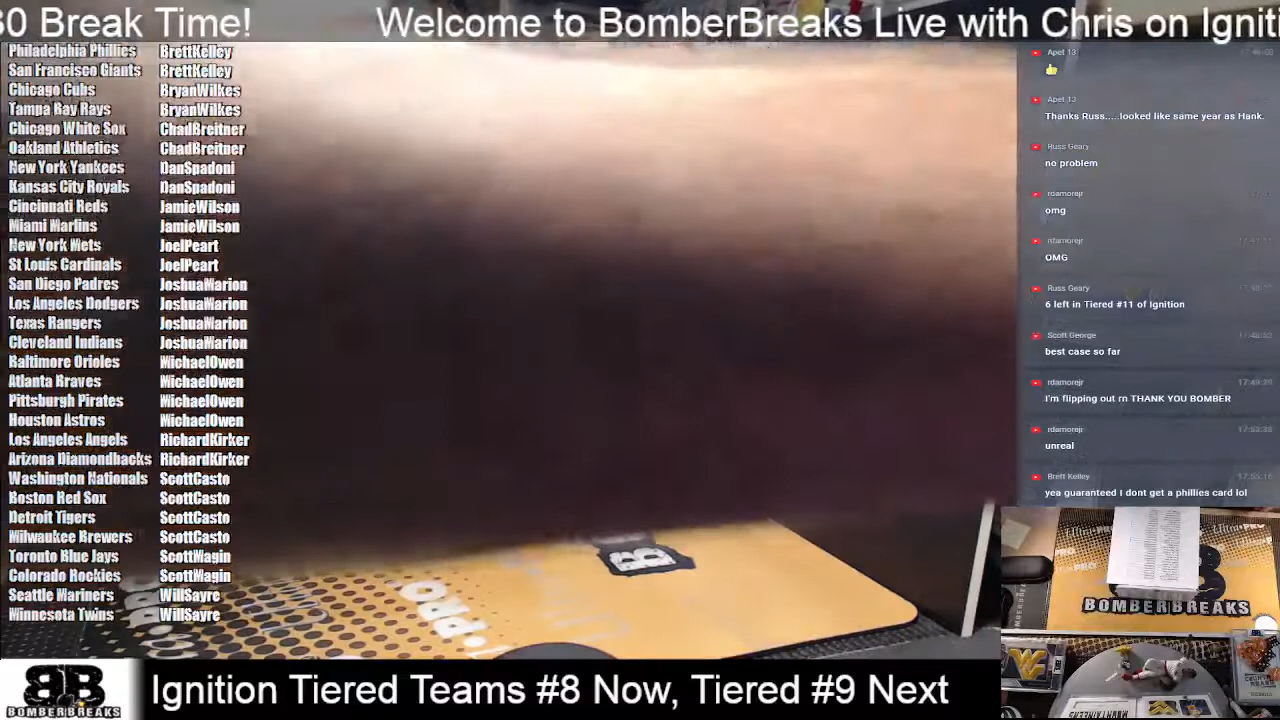 30 Break Time! Welcome to BomberBreaks Live with Chris on Igniti
Philadelphia Phillies BrettKelley
San Francisco Giants BrettKelley
Chicago Cubs BryanWilkes
Tampa Ray Rays BryanWilkes
Chicago White Sox ChadBreitner
Oakland Athletics ChadBreitner
New York Yankees DanSpadoni
Kansas City Royals DanSpadoni
Cincinnati Reds JamieWilson
Miami Marlins JamieWilson
New York Mets JoelPeart
St Louis Cardinals JoelPeart
San Diego Padres JoshuaMarion
Los Angeles Dodgers JoshuaMarion
Texas Rangers JoshuaMarion
Cleveland Indians JoshuaMarion
Baltimore Orioles MichaelOwen
Atlanta Braves MichaelOwen
Pittsburgh Pirates MichaelOwen
Houston Astros MichaelOwen
Los Angeles Angels RichardKirker
Arizona Diamondbacks RichardKirker
Washington Nationals ScottCasto
Boston Red Sox ScottCasto
Detroit Tigers ScottCasto
Milwaukee Brewers ScottCasto
Toronto Blue Jays ScottMagin
Colorado Rockies ScottMagin
Seattle Mariners WillSayre
Minnesota Twins WillSayre
Apet 13
Apet 13
Thanks Russ.....looked like same year as Hank.
Russ Geary
no problem
rdamorejr
omg
rdamorejr
OMG
Russ Geary
6 left in Tiered #11 of Ignition
Scott George
best case so far
rdamorejr
I'm flipping out rn THANK YOU BOMBER
rdamorejr
unreal
Brett Kelley
yea guaranteed I dont get a phillies card lol
PRO
BOMBERBREAKS
BB
BOMBERBREAKS
Ignition Tiered Teams #8 Now, Tiered #9 Next